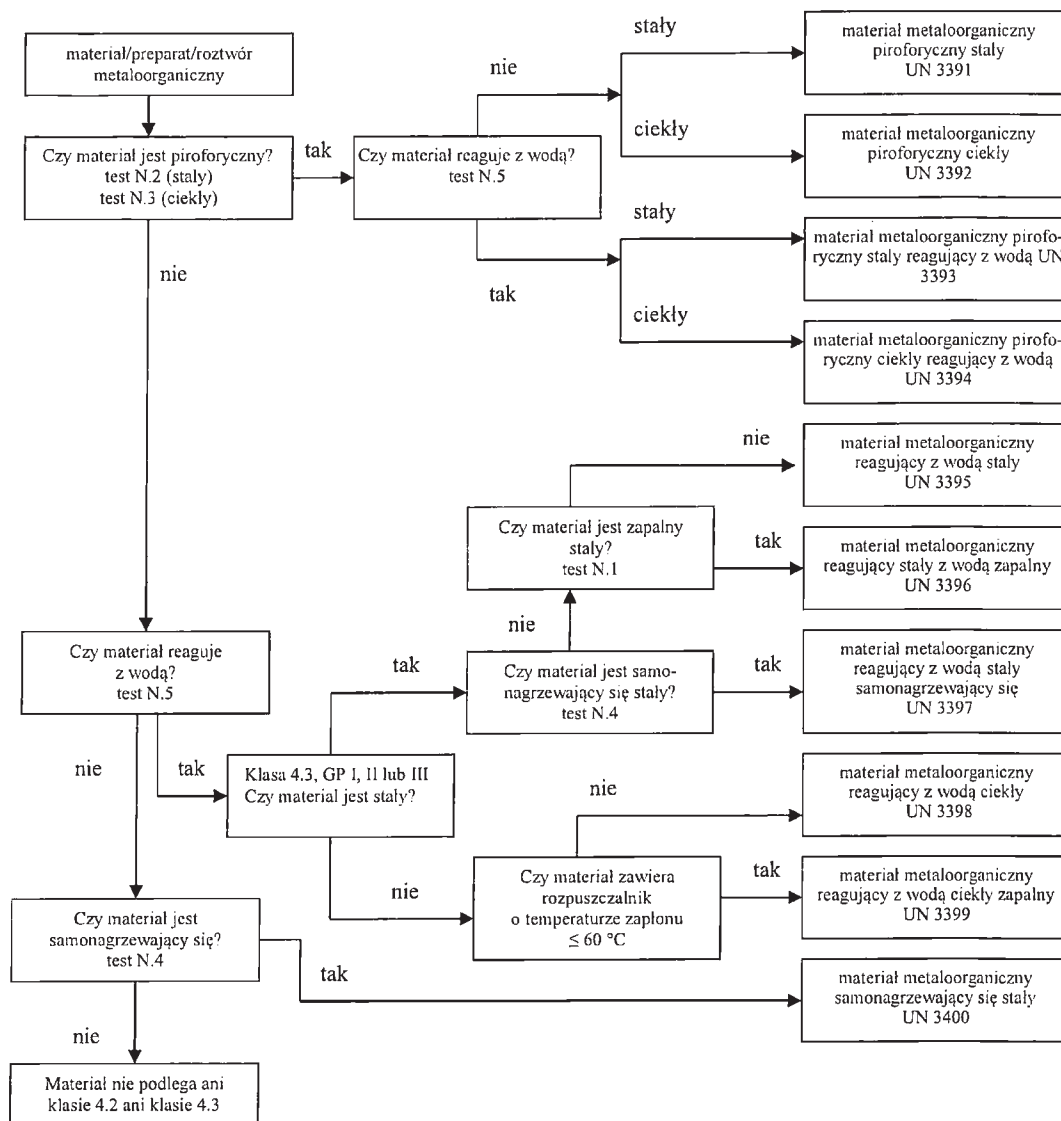 materiał/preparat/roztwór
metaloorganiczny
Czy materiał jest piroforyczny?
test N.2 (stały)
test N.3 (ciekły)
tak
Czy materiał reaguje z wodą?
test N.5
nie
stały
materiał metaloorganiczny
piroforyczny stały
UN 3391
ciekły
materiał metaloorganiczny
piroforyczny ciekły
UN 3392
tak
stały
materiał metaloorganiczny pirofo-
ryczny stały reagujący z wodą UN
3393
ciekły
materiał metaloorganiczny pirofo-
ryczny ciekły reagujący z wodą
UN 3394
nie
Czy materiał reaguje
z wodą?
test N.5
tak
Klasa 4.3, GP I, II lub III
Czy materiał jest stały?
tak
Czy materiał jest samo-
nagrzewający się stały?
test N.4
nie
Czy materiał jest zapalny
stały?
test N.1
nie
materiał metaloorganiczny
reagujący z wodą stały
UN 3395
tak
materiał metaloorganiczny
reagujący stały z wodą zapalny
UN 3396
tak
materiał metaloorganiczny
reagujący z wodą stały
samonagrzewający się
UN 3397
nie
Czy materiał zawiera
rozpuszczalnik
o temperaturze zapłonu
≤ 60 °C
nie
materiał metaloorganiczny
reagujący z wodą ciekły
UN 3398
tak
materiał metaloorganiczny
reagujący z wodą ciekły zapalny
UN 3399
nie
Czy materiał jest
samonagrzewający się?
test N.4
tak
materiał metaloorganiczny
samonagrzewający się stały
UN 3400
nie
Materiał nie podlega ani
klasie 4.2 ani klasie 4.3